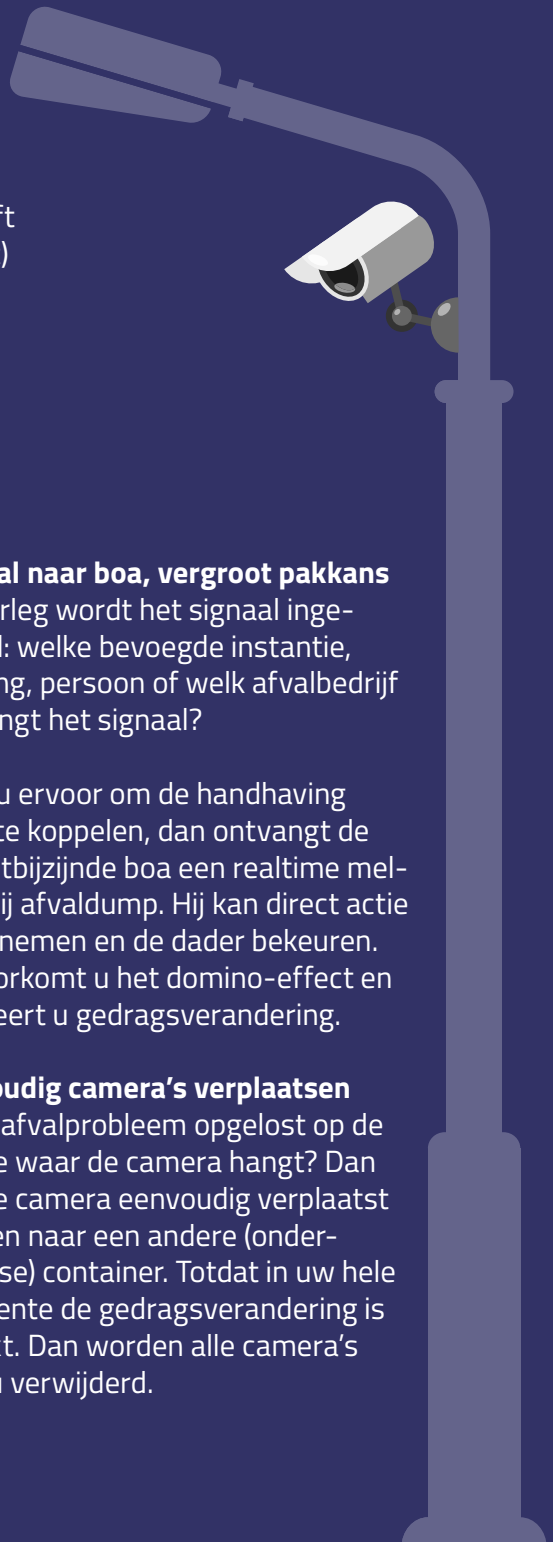 ft
)
al naar boa, vergroot pakkans
rleg wordt het signaal inge-
l: welke bevoegde instantie,
ng, persoon of welk afvalbedrijf
ngt het signaal?
u ervoor om de handhaving
te koppelen, dan ontvangt de
tbijzijnde boa een realtime mel-
ij afvaldump. Hij kan direct actie
nemen en de dader bekeuren.
orkomt u het domino-effect en
eert u gedragsverandering.
oudig camera's verplaatsen
afvalprobleem opgelost op de
e waar de camera hangt? Dan
e camera eenvoudig verplaatst
en naar een andere (onder-
se) container. Totdat in uw hele
ente de gedragsverandering is
kt. Dan worden alle camera's
u verwijderd.